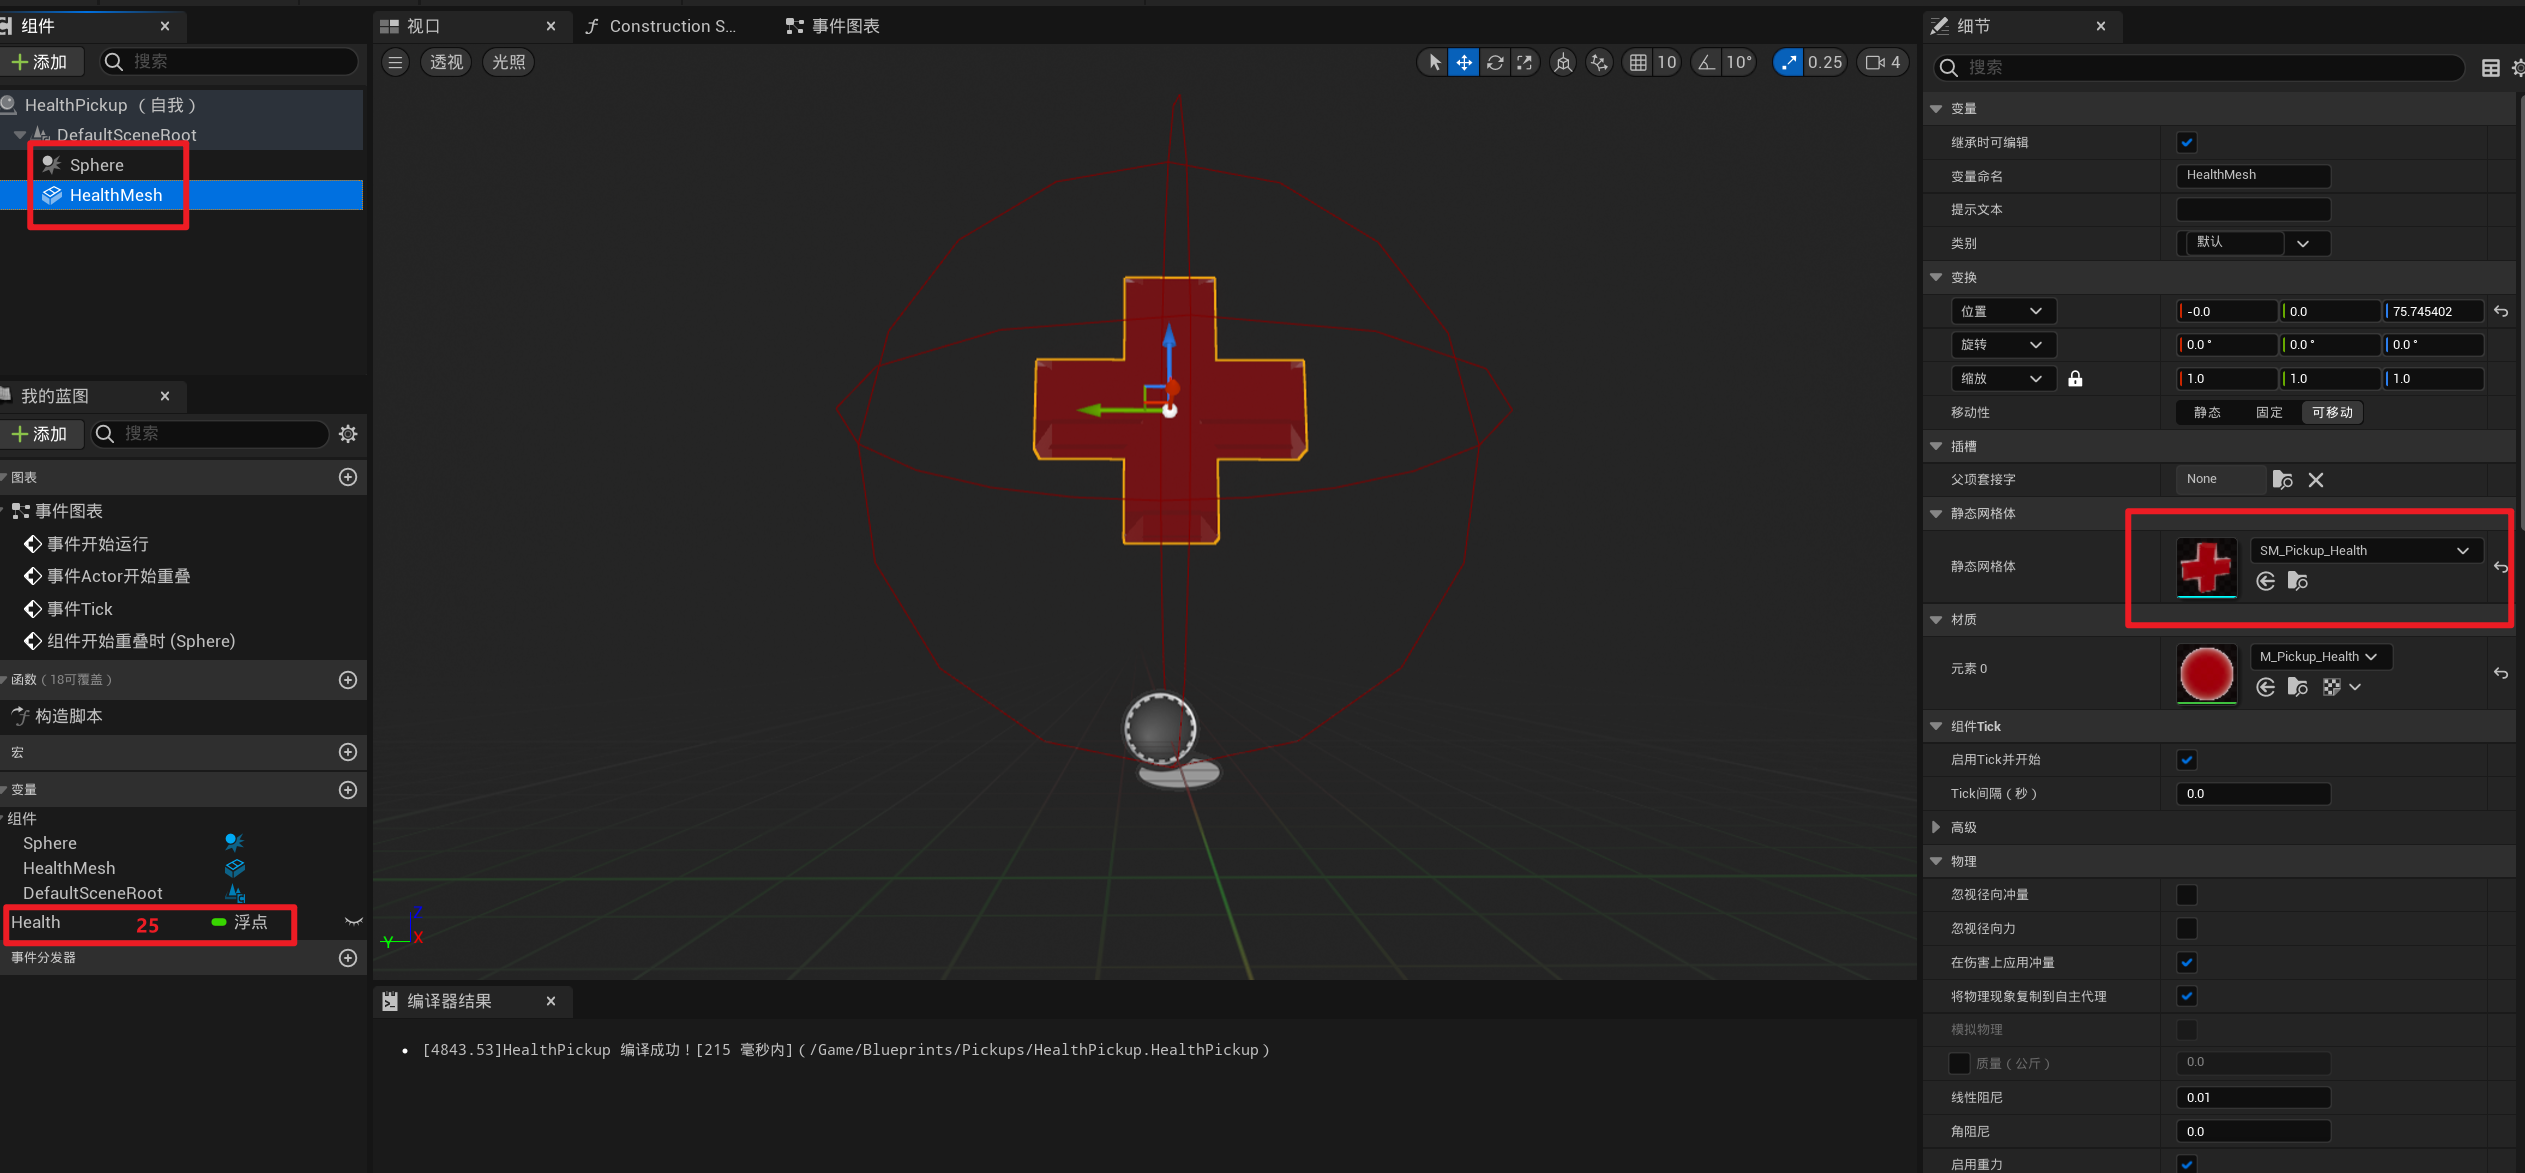 组件
添加
搜索
HealthPickup （自我）
DefaultSceneRoot
Sphere
HealthMesh
我的蓝图
添加
搜索
图表
事件图表
事件开始运行
事件Actor开始重叠
事件Tick
组件开始重叠时 (Sphere)
函数（18可覆盖）
构造脚本
宏
变量
组件
Sphere
HealthMesh
DefaultSceneRoot
Health 25 浮点
事件分发器
视口
Construction S...
事件图表
透视
光照
10
10°
0.25
4
Z
Y
X
编译器结果
[4843.53]HealthPickup 编译成功！[215 毫秒内]（/Game/Blueprints/Pickups/HealthPickup.HealthPickup）
细节
搜索
变量
继承时可编辑
变量命名 HealthMesh
提示文本
类别 默认
变换
位置 -0.0 0.0 75.745402
旋转 0.0 ° 0.0 ° 0.0 °
缩放 1.0 1.0 1.0
移动性 静态 固定 可移动
插槽
父项套接字 None
静态网格体
静态网格体 SM_Pickup_Health
材质
元素 0 M_Pickup_Health
组件Tick
启用Tick并开始
Tick间隔（秒） 0.0
高级
物理
忽视径向冲量
忽视径向力
在伤害上应用冲量
将物理现象复制到自主代理
模拟物理
质量（公斤） 0.0
线性阻尼 0.01
角阻尼 0.0
启用重力